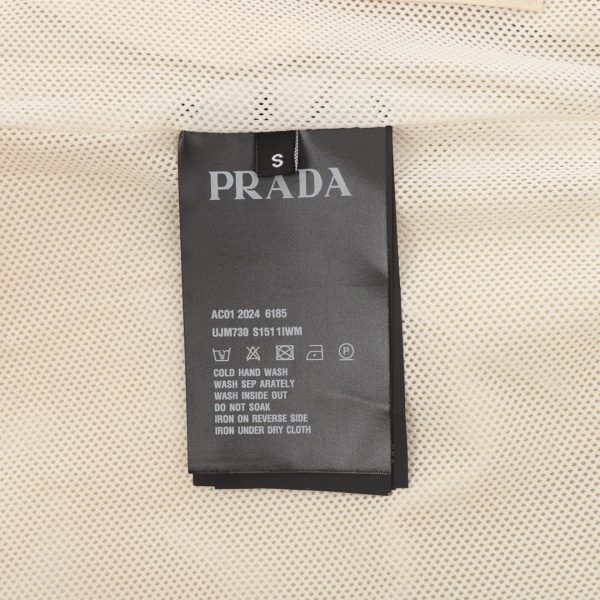 S
PRADA
AC01 2024 6185
UJM730 S1511IWM
P
COLD HAND WASH
WASH SEP ARATELY
WASH INSIDE OUT
DO NOT SOAK
IRON ON REVERSE SIDE
IRON UNDER DRY CLOTH